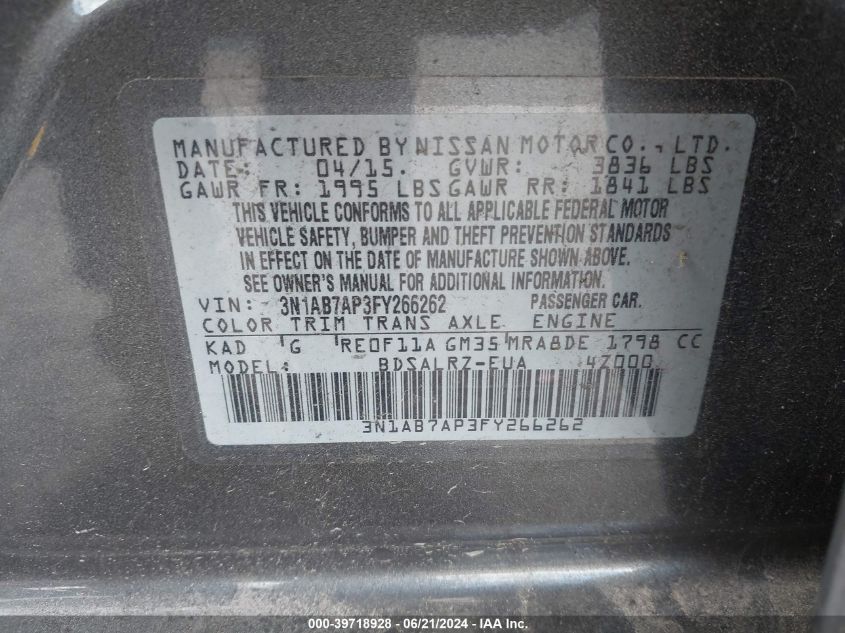 MANUFACTURED BY NISSAN MOTOR CO., LTD.
DATE: 04/15. GVWR: 3836 LBS
GAWR FR: 1995 LBS GAWR RR: 1841 LBS
THIS VEHICLE CONFORMS TO ALL APPLICABLE FEDERAL MOTOR
VEHICLE SAFETY, BUMPER AND THEFT PREVENTION STANDARDS
IN EFFECT ON THE DATE OF MANUFACTURE SHOWN ABOVE.
SEE OWNER'S MANUAL FOR ADDITIONAL INFORMATION.
VIN: 3N1AB7AP3FY266262 PASSENGER CAR.
COLOR TRIM TRANS AXLE ENGINE
KAD G RE0F11A GM35 MRA8DE 1798 CC
MODEL: BDSALRZ-EUA 4Z000
3N1AB7AP3FY266262
000-39718928 - 06/21/2024 - IAAI.COM